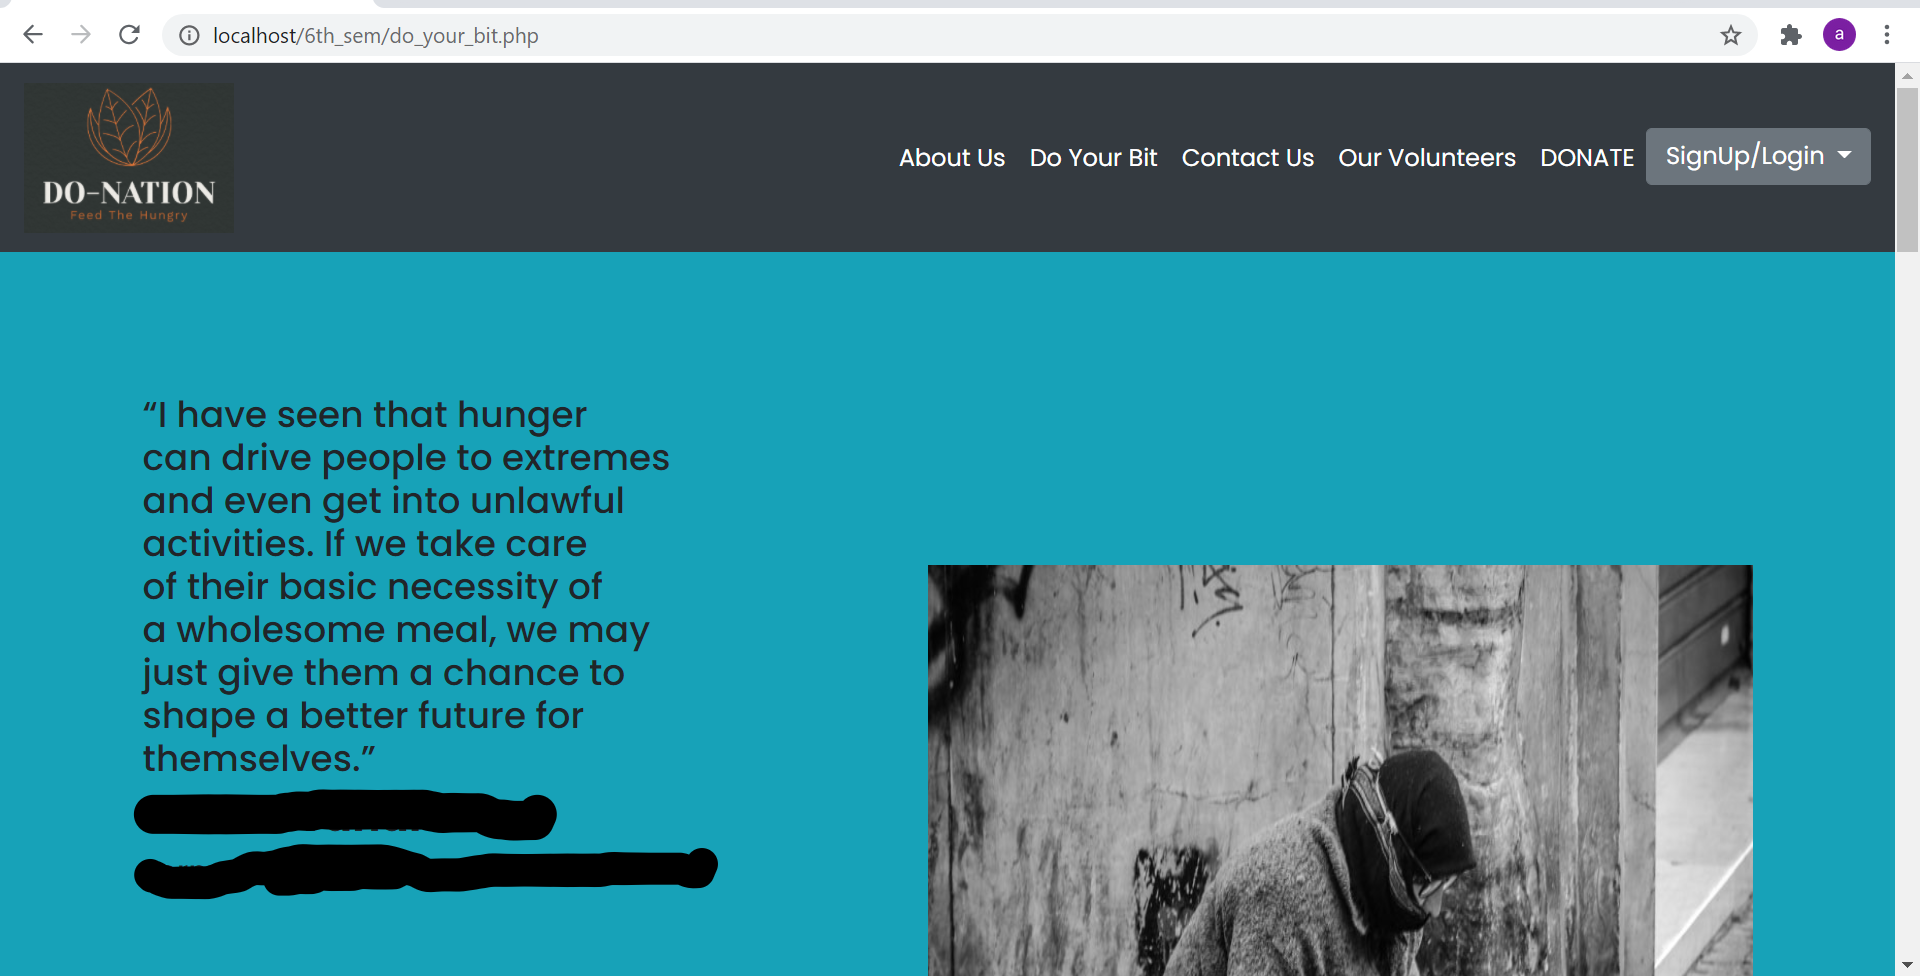 localhost/6th_sem/do_your_bit.php
a
DO-NATION
Feed The Hungry
About Us Do Your Bit Contact Us Our Volunteers DONATE SignUp/Login
“I have seen that hunger
can drive people to extremes
and even get into unlawful
activities. If we take care
of their basic necessity of
a wholesome meal, we may
just give them a chance to
shape a better future for
themselves.”